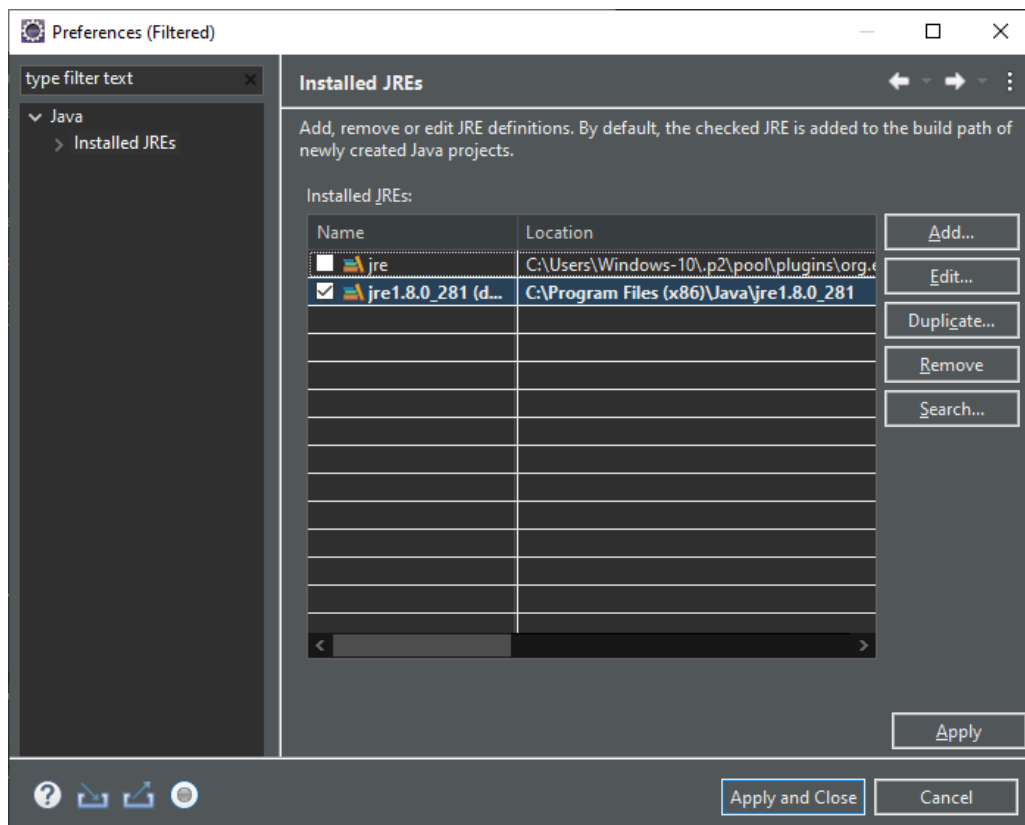 Preferences (Filtered)
type filter text
Java
Installed JREs
Installed JREs
Add, remove or edit JRE definitions. By default, the checked JRE is added to the build path of
newly created Java projects.
Installed JREs:
Name Location
jre C:\Users\Windows-10\.p2\pool\plugins\org.e
jre1.8.0_281 (d... C:\Program Files (x86)\Java\jre1.8.0_281
Add...
Edit...
Duplicate...
Remove
Search...
Apply
Apply and Close Cancel